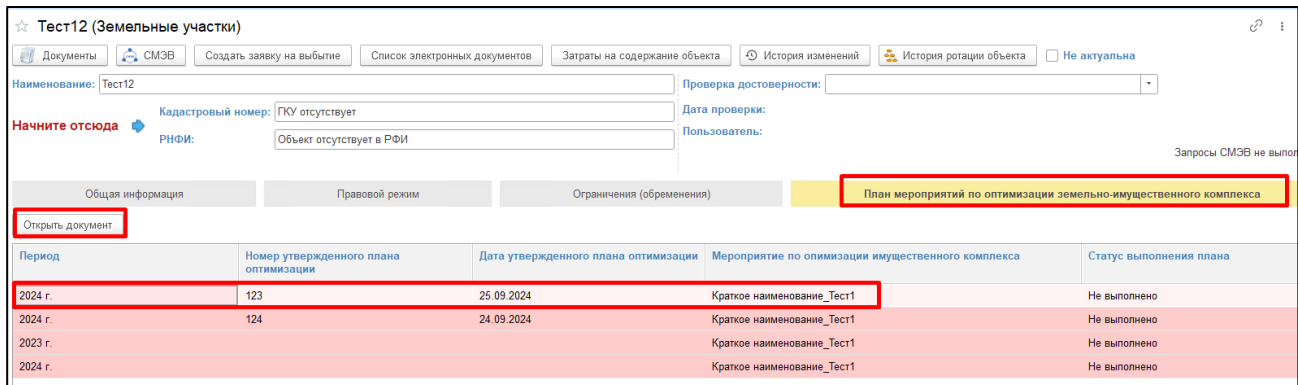 Тест12 (Земельные участки)
Документы СМЭВ Создать заявку на выбытие Список электронных документов Затраты на содержание объекта История изменений История ротации объекта Не актуальна
Наименование: Тест12 Проверка достоверности:
Кадастровый номер: ГКУ отсутствует Дата проверки:
Начните отсюда Пользователь:
РНФИ: Объект отсутствует в РФИ
Запросы СМЭВ не выпол
Общая информация Правовой режим Ограничения (обременения) План мероприятий по оптимизации земельно-имущественного комплекса
Открыть документ
Период Номер утвержденного плана Дата утвержденного плана оптимизации Мероприятие по опимизации имущественного комплекса Статус выполнения плана
оптимизации
2024 г. 123 25.09.2024 Краткое наименование_Тест1 Не выполнено
2024 г. 124 24.09.2024 Краткое наименование_Тест1 Не выполнено
2023 г. Краткое наименование_Тест1 Не выполнено
2024 г. Краткое наименование_Тест1 Не выполнено